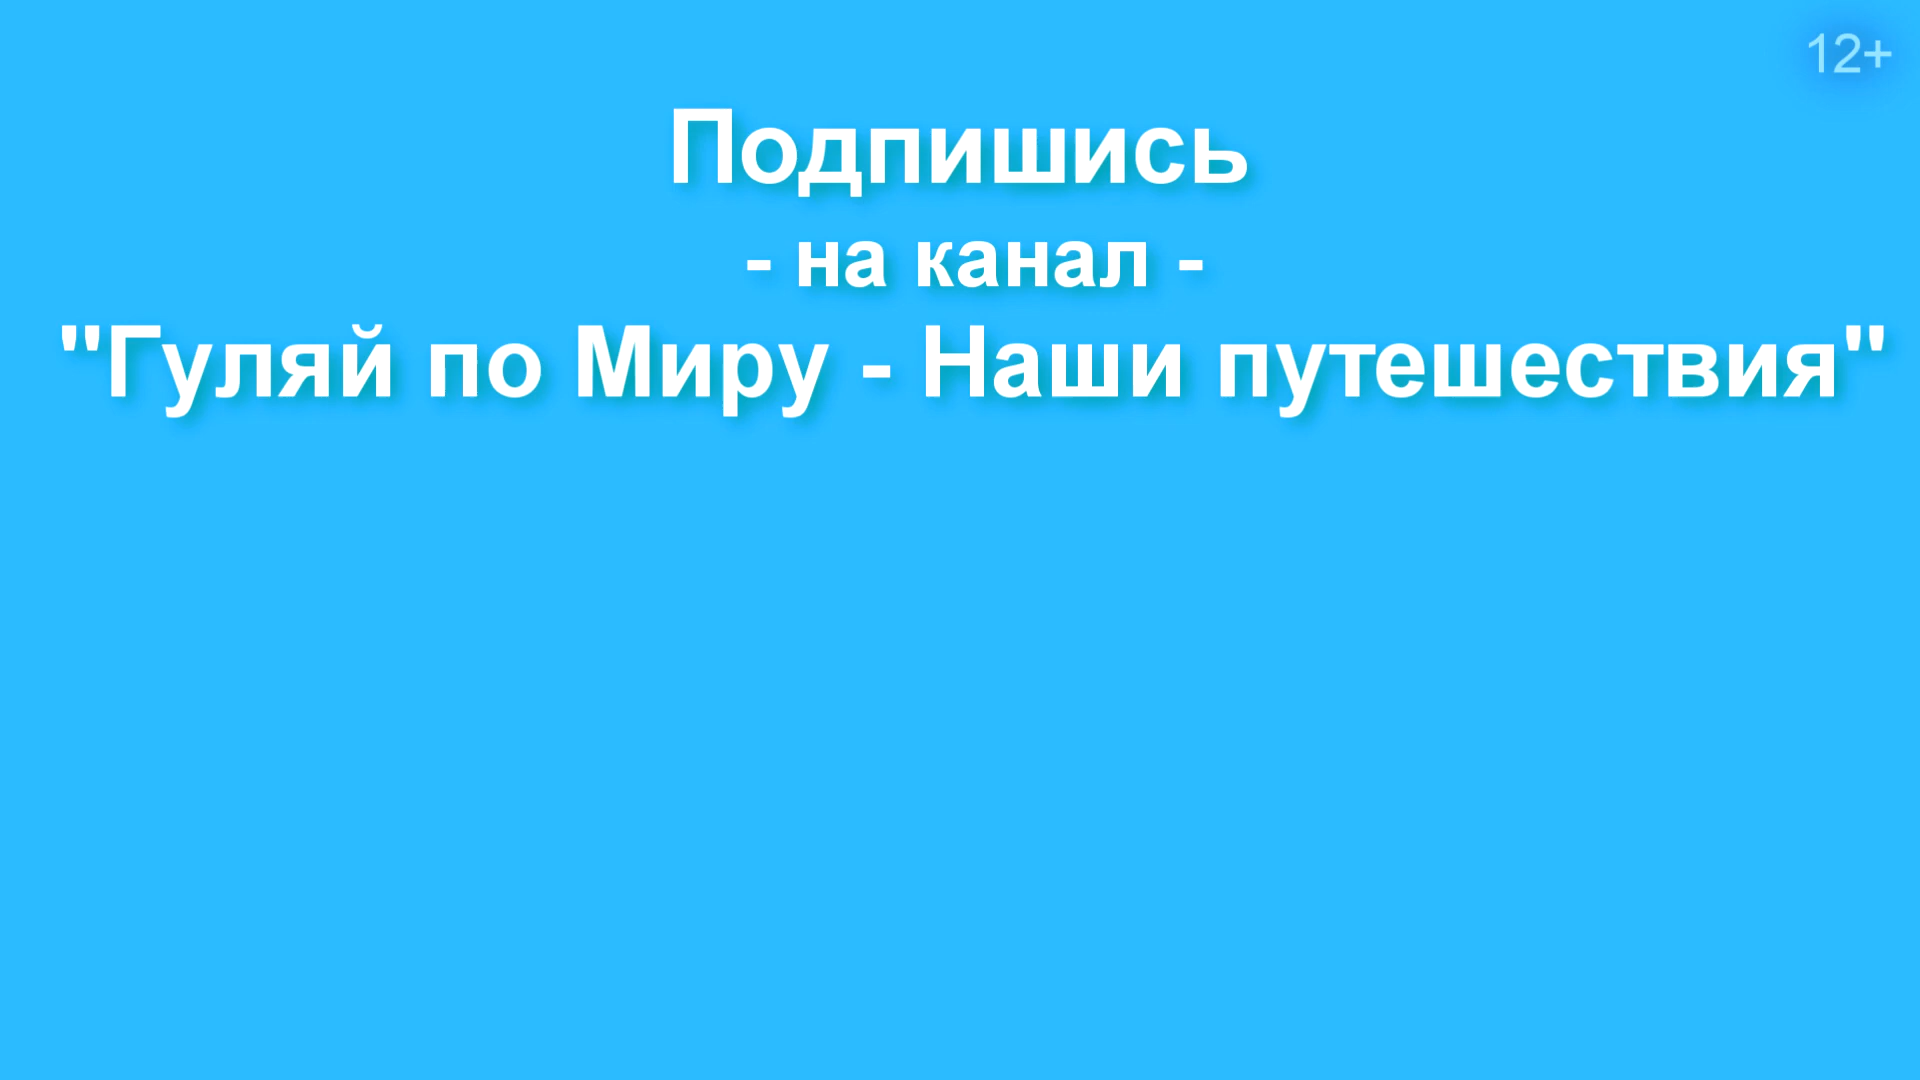 12+
Подпишись
- на канал -
"Гуляй по Миру - Наши путешествия"